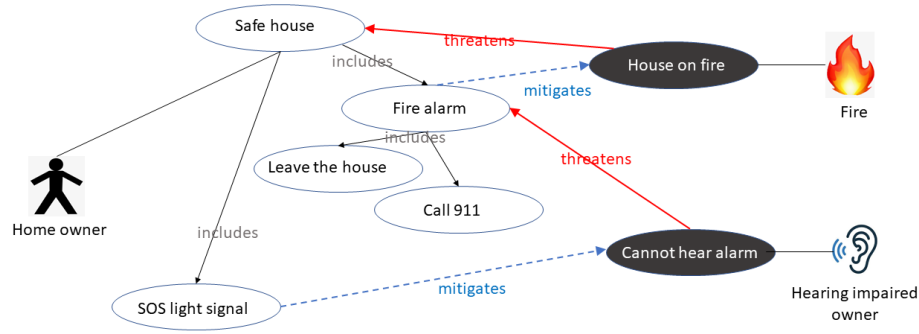 Safe house
threatens
House on fire
includes
mitigates
Fire
Fire alarm
includes
threatens
Leave the house
Call 911
Home owner
includes
Cannot hear alarm
mitigates
SOS light signal
Hearing impaired
owner